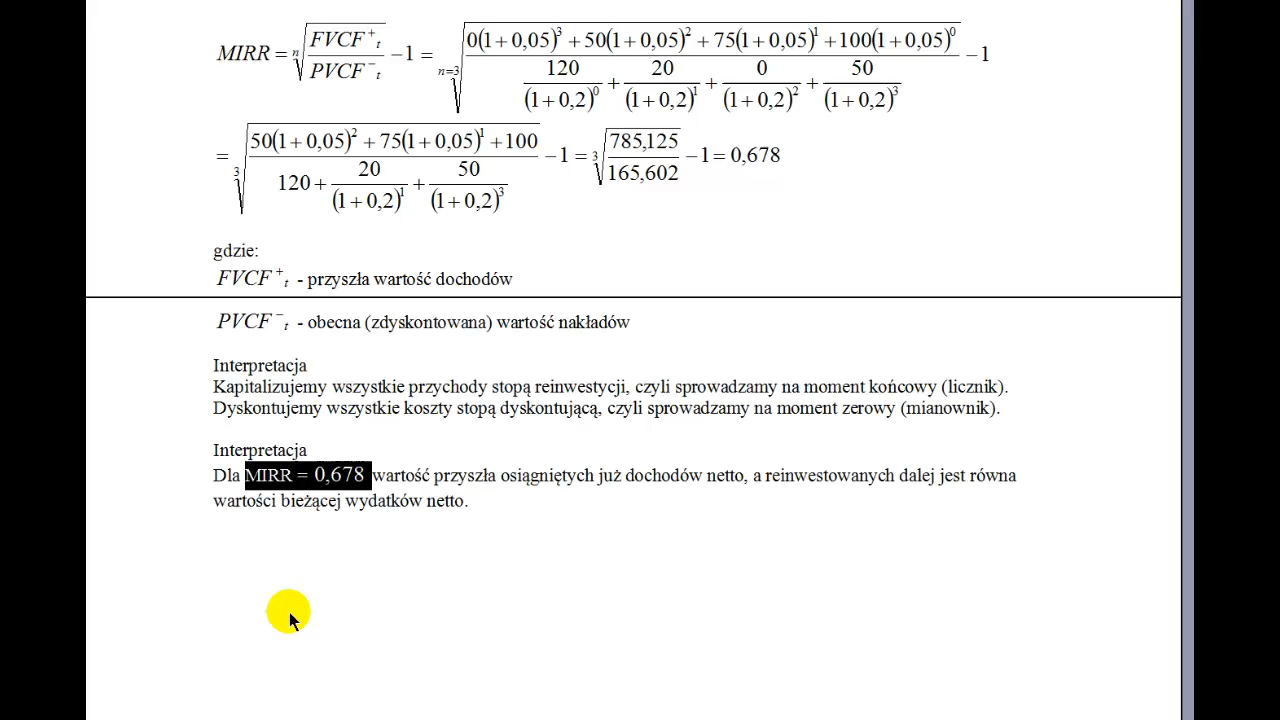 MIRR = ⁿ√(FVCF⁺ₜ / PVCF⁻ₜ) − 1 = ⁿ⁼³√((0(1+0,05)³ + 50(1+0,05)² + 75(1+0,05)¹ + 100(1+0,05)⁰) / (120/(1+0,2)⁰ + 20/(1+0,2)¹ + 0/(1+0,2)² + 50/(1+0,2)³)) − 1
= ³√((50(1+0,05)² + 75(1+0,05)¹ + 100) / (120 + 20/(1+0,2)¹ + 50/(1+0,2)³)) − 1 = ³√(785,125 / 165,602) − 1 = 0,678
gdzie:
FVCF⁺ₜ - przyszła wartość dochodów
PVCF⁻ₜ - obecna (zdyskontowana) wartość nakładów
Interpretacja
Kapitalizujemy wszystkie przychody stopą reinwestycji, czyli sprowadzamy na moment końcowy (licznik).
Dyskontujemy wszystkie koszty stopą dyskontującą, czyli sprowadzamy na moment zerowy (mianownik).
Interpretacja
Dla MIRR = 0,678 wartość przyszła osiągniętych już dochodów netto, a reinwestowanych dalej jest równa
wartości bieżącej wydatków netto.